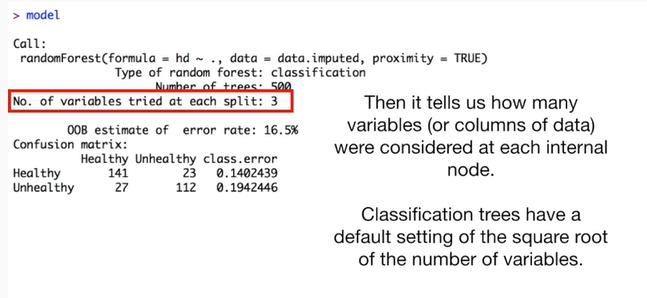 > model
Call:
randomForest(formula = hd ~ ., data = data.imputed, proximity = TRUE)
Type of random forest: classification
Number of trees: 500
No. of variables tried at each split: 3
OOB estimate of  error rate: 16.5%
Confusion matrix:
Healthy Unhealthy class.error
Healthy 141 23 0.1402439
Unhealthy 27 112 0.1942446
Then it tells us how many
variables (or columns of data)
were considered at each internal
node.
Classification trees have a
default setting of the square root
of the number of variables.